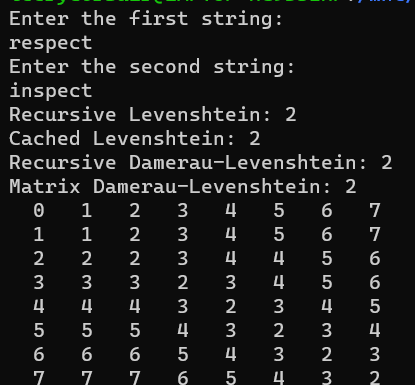 Enter the first string:
respect
Enter the second string:
inspect
Recursive Levenshtein: 2
Cached Levenshtein: 2
Recursive Damerau-Levenshtein: 2
Matrix Damerau-Levenshtein: 2
0 1 2 3 4 5 6 7
1 1 2 3 4 5 6 7
2 2 2 3 4 4 5 6
3 3 3 2 3 4 5 6
4 4 4 3 2 3 4 5
5 5 5 4 3 2 3 4
6 6 6 5 4 3 2 3
7 7 7 6 5 4 3 2